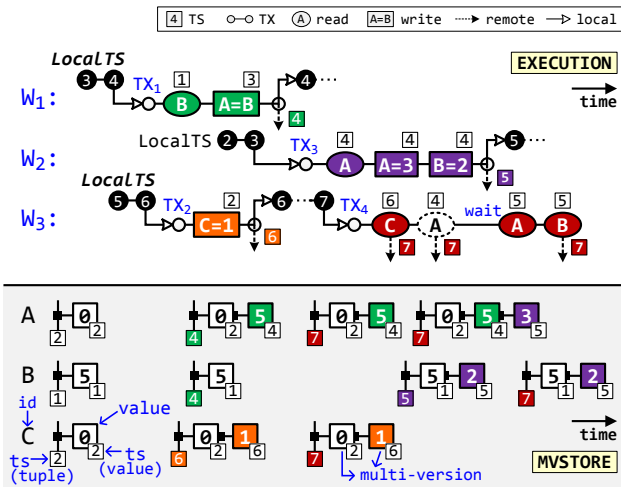 4 TS TX A read A=B write remote local
LocalTS
EXECUTION
time
W1: 3 4 TX1 1 B 3 A=B 4 4
LocalTS
W2: 2 3 TX3 4 A 4 A=3 4 B=2 5 5
LocalTS
W3: 5 6 TX2 2 C=1 6 6 7 TX4 6 C 7 4 A 7 wait 5 A 5 B 7
A 2 0 2 4 0 2 5 4 7 0 2 5 4 7 0 2 5 4 3 5
B 1 5 1 4 5 1 5 5 1 2 5 7 5 1 2 5
id
value
C 2 0 2 6 0 2 1 6 7 0 2 1 6
time
ts (tuple)
ts (value)
multi-version
MVSTORE